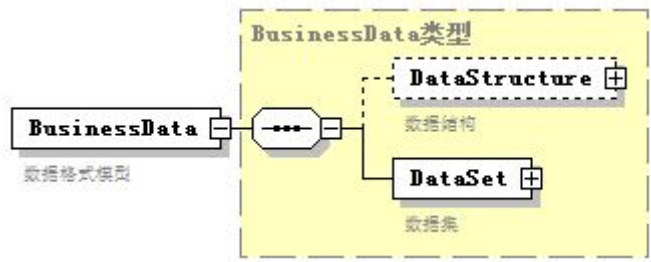 BusinessData类型
DataStructure
数据结构
BusinessData
数据格式模型
DataSet
数据集